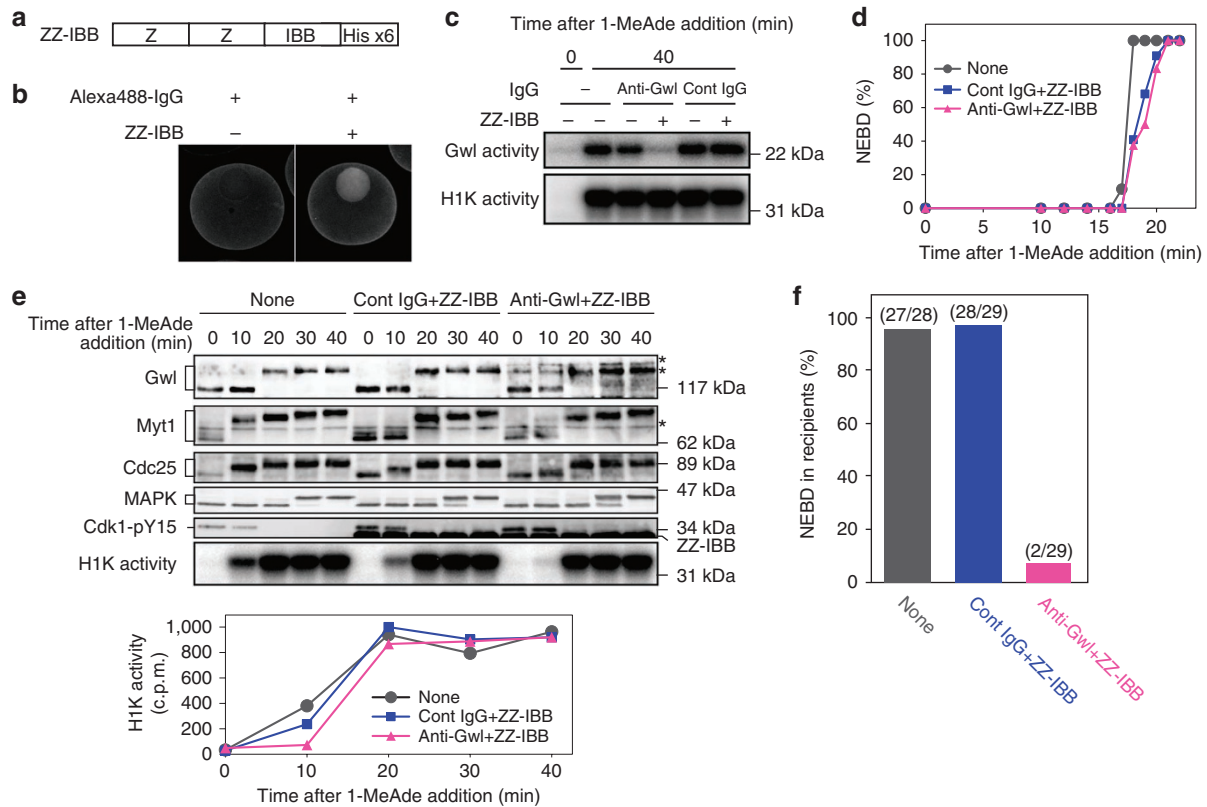 a
ZZ-IBB Z Z IBB His x6
b
Alexa488-IgG + +
ZZ-IBB – +
c
Time after 1-MeAde addition (min)
0 40
IgG – Anti-Gwl Cont IgG
ZZ-IBB – – – + – +
Gwl activity 22 kDa
H1K activity 31 kDa
d
NEBD (%)
100
80
60
40
20
0
None
Cont IgG+ZZ-IBB
Anti-Gwl+ZZ-IBB
0 5 10 15 20
Time after 1-MeAde addition (min)
e
None Cont IgG+ZZ-IBB Anti-Gwl+ZZ-IBB
Time after 1-MeAde
addition (min) 0 10 20 30 40 0 10 20 30 40 0 10 20 30 40
*
Gwl *
117 kDa
Myt1 *
62 kDa
Cdc25 89 kDa
MAPK 47 kDa
Cdk1-pY15 34 kDa
ZZ-IBB
H1K activity 31 kDa
H1K activity
(c.p.m.)
1,000
800
600
400
200
0
None
Cont IgG+ZZ-IBB
Anti-Gwl+ZZ-IBB
0 10 20 30 40
Time after 1-MeAde addition (min)
f
NEBD in recipients (%)
100
80
60
40
20
0
(27/28) (28/29)
(2/29)
None
Cont IgG+ZZ-IBB
Anti-Gwl+ZZ-IBB